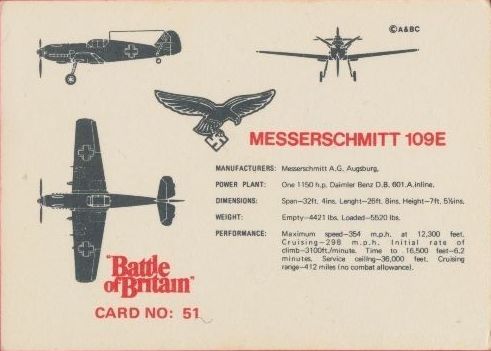 ©A&BC
MESSERSCHMITT 109E
MANUFACTURERS: Messerschmitt A.G. Augsburg,
POWER PLANT: One 1150 h.p. Daimler Benz D.B. 601.A.inline.
DIMENSIONS: Span—32ft. 4ins. Lenght—26ft. 8ins. Height—7ft. 5½ins.
WEIGHT: Empty—4421 lbs. Loaded—5520 lbs.
PERFORMANCE: Maximum speed—354 m.p.h. at 12,300 feet.
Cruising—298 m.p.h. Initial rate of
climb—3100ft./minute. Time to 16,500 feet—6.2
minutes. Service ceiling—36,000 feet. Cruising
range—412 miles (no combat allowance).
"Battle
of Britain"
CARD NO: 51